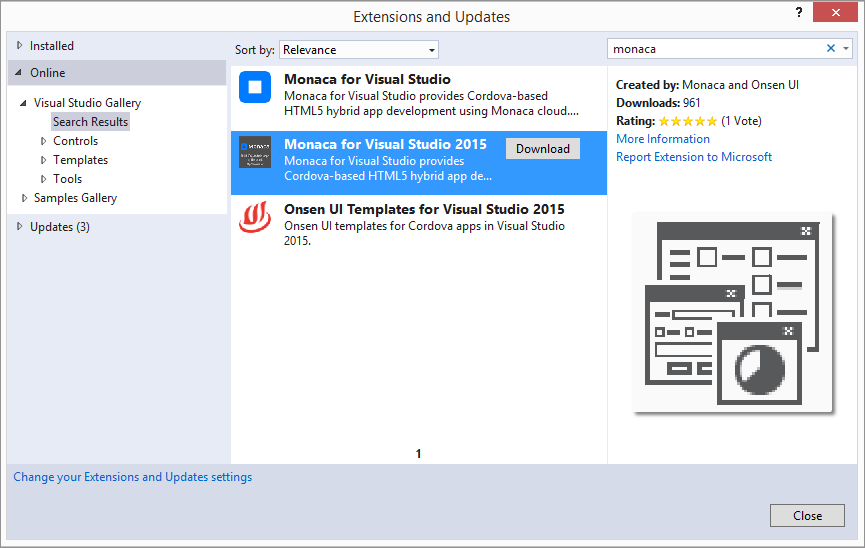 Extensions and Updates
?
Installed
Online
Visual Studio Gallery
Search Results
Controls
Templates
Tools
Samples Gallery
Updates (3)
Sort by: Relevance
Monaca for Visual Studio
Monaca for Visual Studio provides Cordova-based
HTML5 hybrid app development using Monaca cloud....
MONACA
Monaca for Visual Studio 2015
Download
Monaca for Visual Studio provides
Cordova-based HTML5 hybrid app de...
Onsen UI Templates for Visual Studio 2015
Onsen UI templates for Cordova apps in Visual Studio
2015.
1
monaca
Created by: Monaca and Onsen UI
Downloads: 961
Rating: (1 Vote)
More Information
Report Extension to Microsoft
Change your Extensions and Updates settings
Close